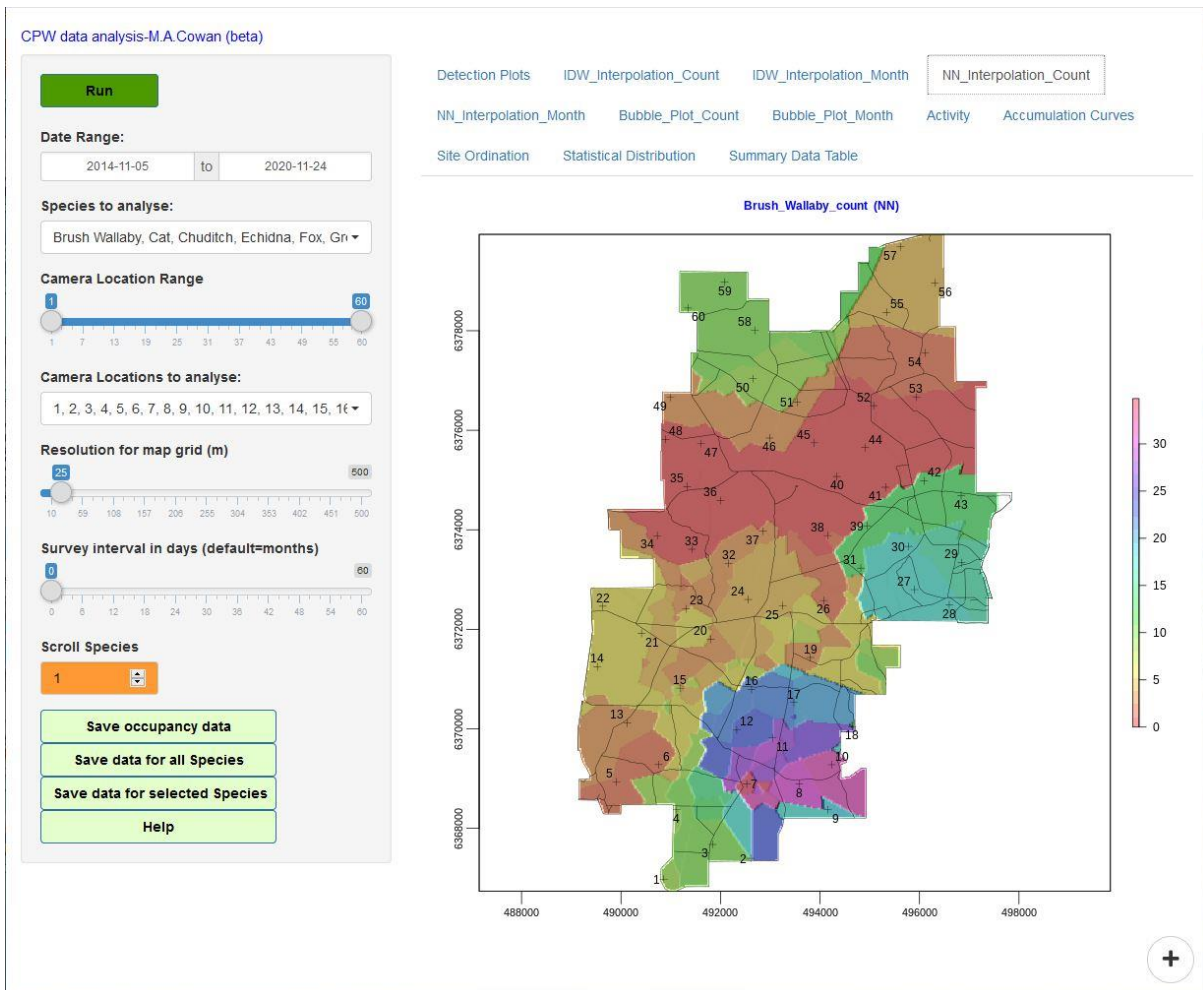 CPW data analysis-M.A.Cowan (beta)
Run
Date Range:
2014-11-05 to 2020-11-24
Species to analyse:
Brush Wallaby, Cat, Chuditch, Echidna, Fox, Gr
Camera Location Range
1 60
1 7 13 19 25 31 37 43 49 55 60
Camera Locations to analyse:
1, 2, 3, 4, 5, 6, 7, 8, 9, 10, 11, 12, 13, 14, 15, 16
Resolution for map grid (m)
25 500
10 59 108 157 206 255 304 353 402 451 500
Survey interval in days (default=months)
0 60
0 6 12 18 24 30 36 42 48 54 60
Scroll Species
1
Save occupancy data
Save data for all Species
Save data for selected Species
Help
Detection Plots IDW_Interpolation_Count IDW_Interpolation_Month NN_Interpolation_Count
NN_Interpolation_Month Bubble_Plot_Count Bubble_Plot_Month Activity Accumulation Curves
Site Ordination Statistical Distribution Summary Data Table
Brush_Wallaby_count (NN)
6378000
6376000
6374000
6372000
6370000
6368000
57
59 56
60 58 55
54
50 53
49 51 52
48 47 46 45 44
35 36 40 41 42 43
34 33 37 38 39
32 31 30 29
22 23 24 25 26 27 28
21 20 19
14 15 16 17
13 12 11 18
5 6 7 8 10
4 9
3 2
1
488000 490000 492000 494000 496000 498000
30
25
20
15
10
5
0
+